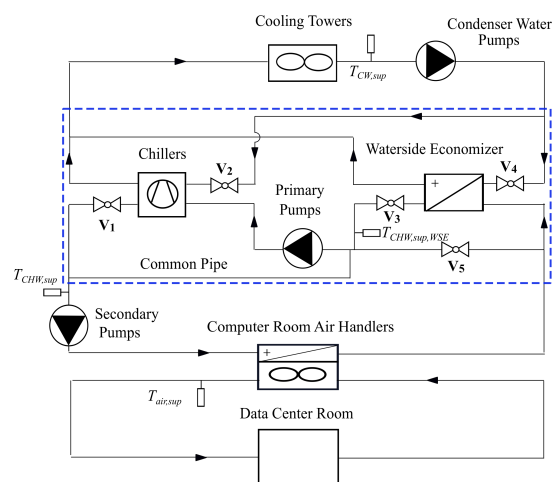 Cooling Towers
Condenser Water
Pumps
T_CW,sup
Chillers
V2
Waterside Economizer
V4
+
Primary
Pumps
V1
V3
T_CHW,sup,WSE
V5
Common Pipe
T_CHW,sup
Secondary
Pumps
Computer Room Air Handlers
+
T_air,sup
Data Center Room